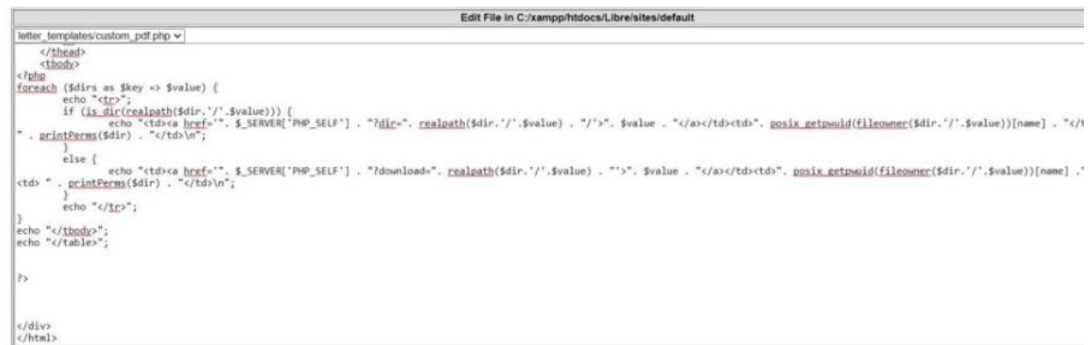 Edit File in C:/xampp/htdocs/Libre/sites/default
letter_templates/custom_pdf.php
</thead>
<tbody>
<?php
foreach ($dirs as $key => $value) {
echo "<tr>";
if (is_dir(realpath($dir.'/'.$value))) {
echo "<td><a href='". $_SERVER['PHP_SELF'] . "?dir=". realpath($dir.'/'.$value) . "/'>". $value . "</a></td><td>". posix_getpwuid(fileowner($dir.'/'.$value))[name] . "</t
" . printPerms($dir) . "</td>\n";
}
else {
echo "<td><a href='". $_SERVER['PHP_SELF'] . "?download=". realpath($dir.'/'.$value) . "'>". $value . "</a></td><td>". posix_getpwuid(fileowner($dir.'/'.$value))[name] ."
<td> " . printPerms($dir) . "</td>\n";
}
echo "</tr>";
}
echo "</tbody>";
echo "</table>";
?>
</div>
</html>